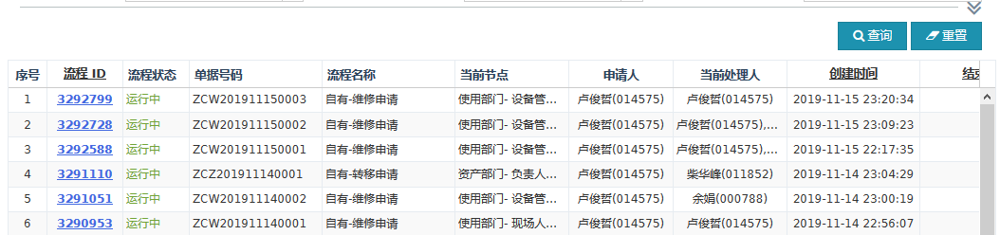 查询 重置
序号 流程 ID 流程状态 单据号码 流程名称 当前节点 申请人 当前处理人 创建时间
1 3292799 运行中 ZCW201911150003 自有-维修申请 使用部门- 设备管... 卢俊哲(014575) 卢俊哲(014575) 2019-11-15 23:20:34
2 3292728 运行中 ZCW201911150002 自有-维修申请 使用部门- 设备管... 卢俊哲(014575) 卢俊哲(014575),... 2019-11-15 23:09:23
3 3292588 运行中 ZCW201911150001 自有-维修申请 使用部门- 设备管... 卢俊哲(014575) 卢俊哲(014575),... 2019-11-15 22:17:35
4 3291110 运行中 ZCZ201911140001 自有-转移申请 资产部门- 负责人... 卢俊哲(014575) 柴华峰(011852) 2019-11-14 23:04:29
5 3291051 运行中 ZCW201911140002 自有-维修申请 使用部门- 设备管... 卢俊哲(014575) 余娟(000788) 2019-11-14 23:00:19
6 3290953 运行中 ZCW201911140001 自有-维修申请 使用部门- 现场人... 卢俊哲(014575) 卢俊哲(014575) 2019-11-14 22:56:07